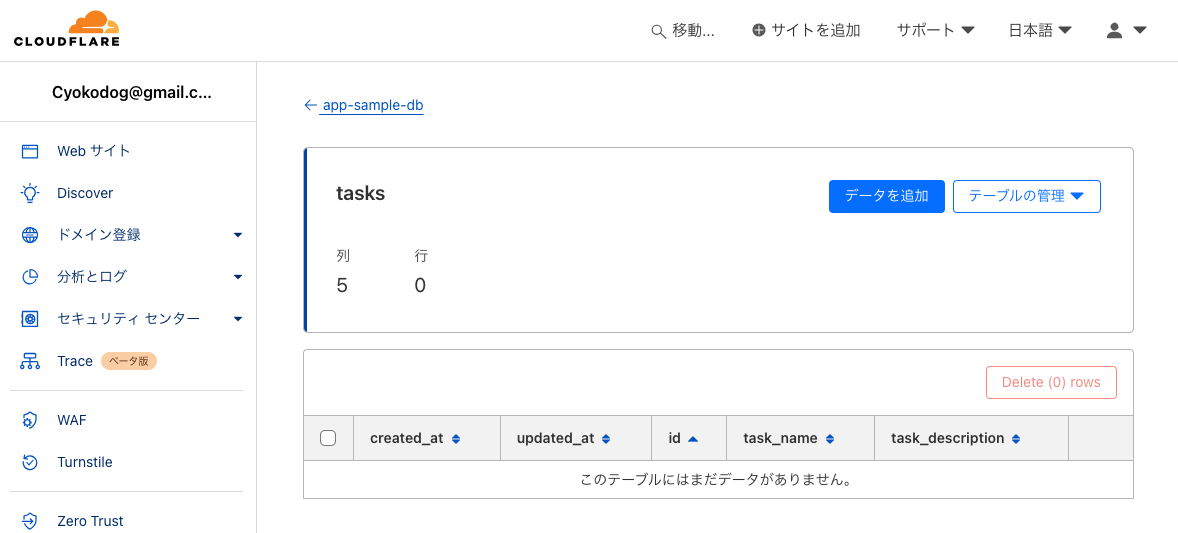 CLOUDFLARE
移動...
サイトを追加
サポート
日本語
Cyokodog@gmail.c...
Web サイト
Discover
ドメイン登録
分析とログ
セキュリティ センター
Trace ベータ版
WAF
Turnstile
Zero Trust
← app-sample-db
tasks
データを追加
テーブルの管理
列 行
5 0
Delete (0) rows
created_at updated_at id task_name task_description
このテーブルにはまだデータがありません。